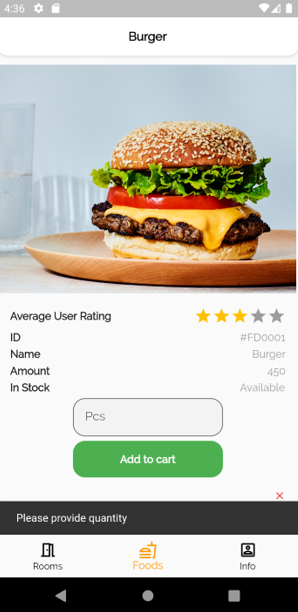 4:36
Burger
Average User Rating
ID #FD0001
Name Burger
Amount 450
In Stock Available
Pcs
Add to cart
Please provide quantity
Rooms Foods Info